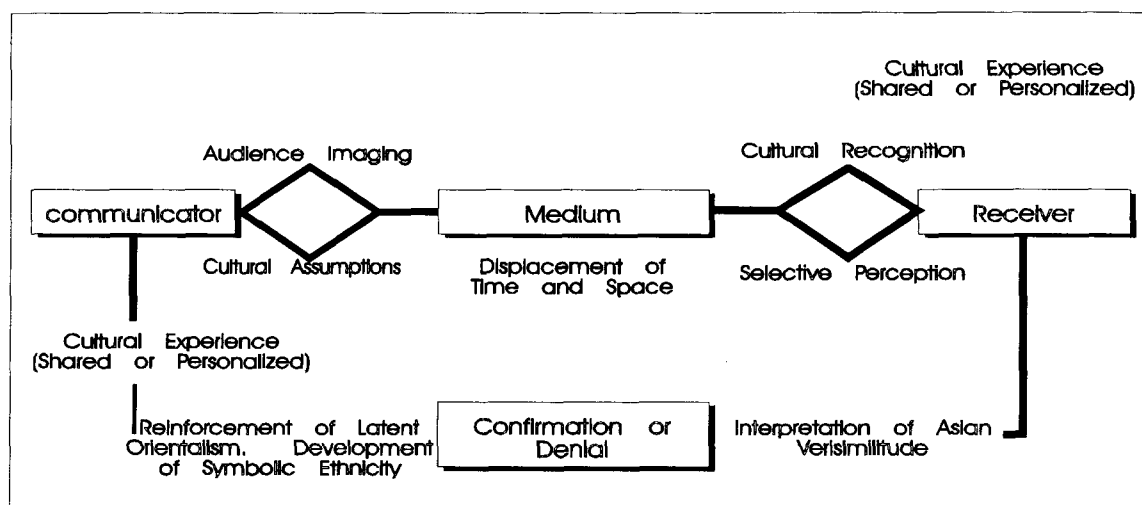 Cultural Experience
(Shared or Personalized)
Audience Imaging
Cultural Recognition
communicator
Medium
Receiver
Cultural Assumptions
Displacement of
Time and Space
Selective Perception
Cultural Experience
(Shared or Personalized)
Reinforcement of Latent
Orientalism. Development
of Symbolic Ethnicity
Confirmation or
Denial
Interpretation of Asian
Verisimilitude